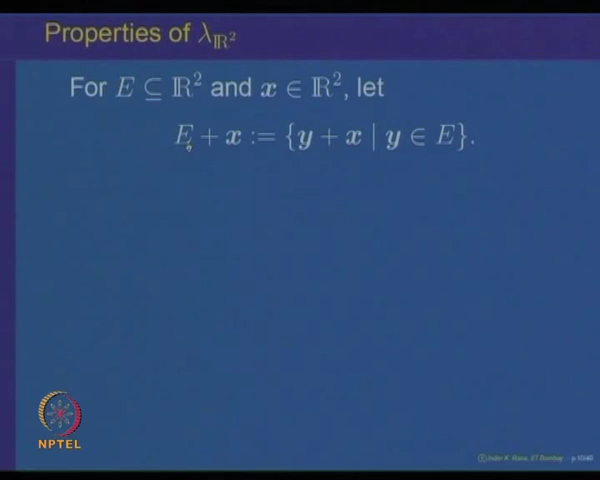 Properties of λ_ℝ²
For E ⊆ ℝ² and x ∈ ℝ², let
E + x := {y + x | y ∈ E}.
NPTEL